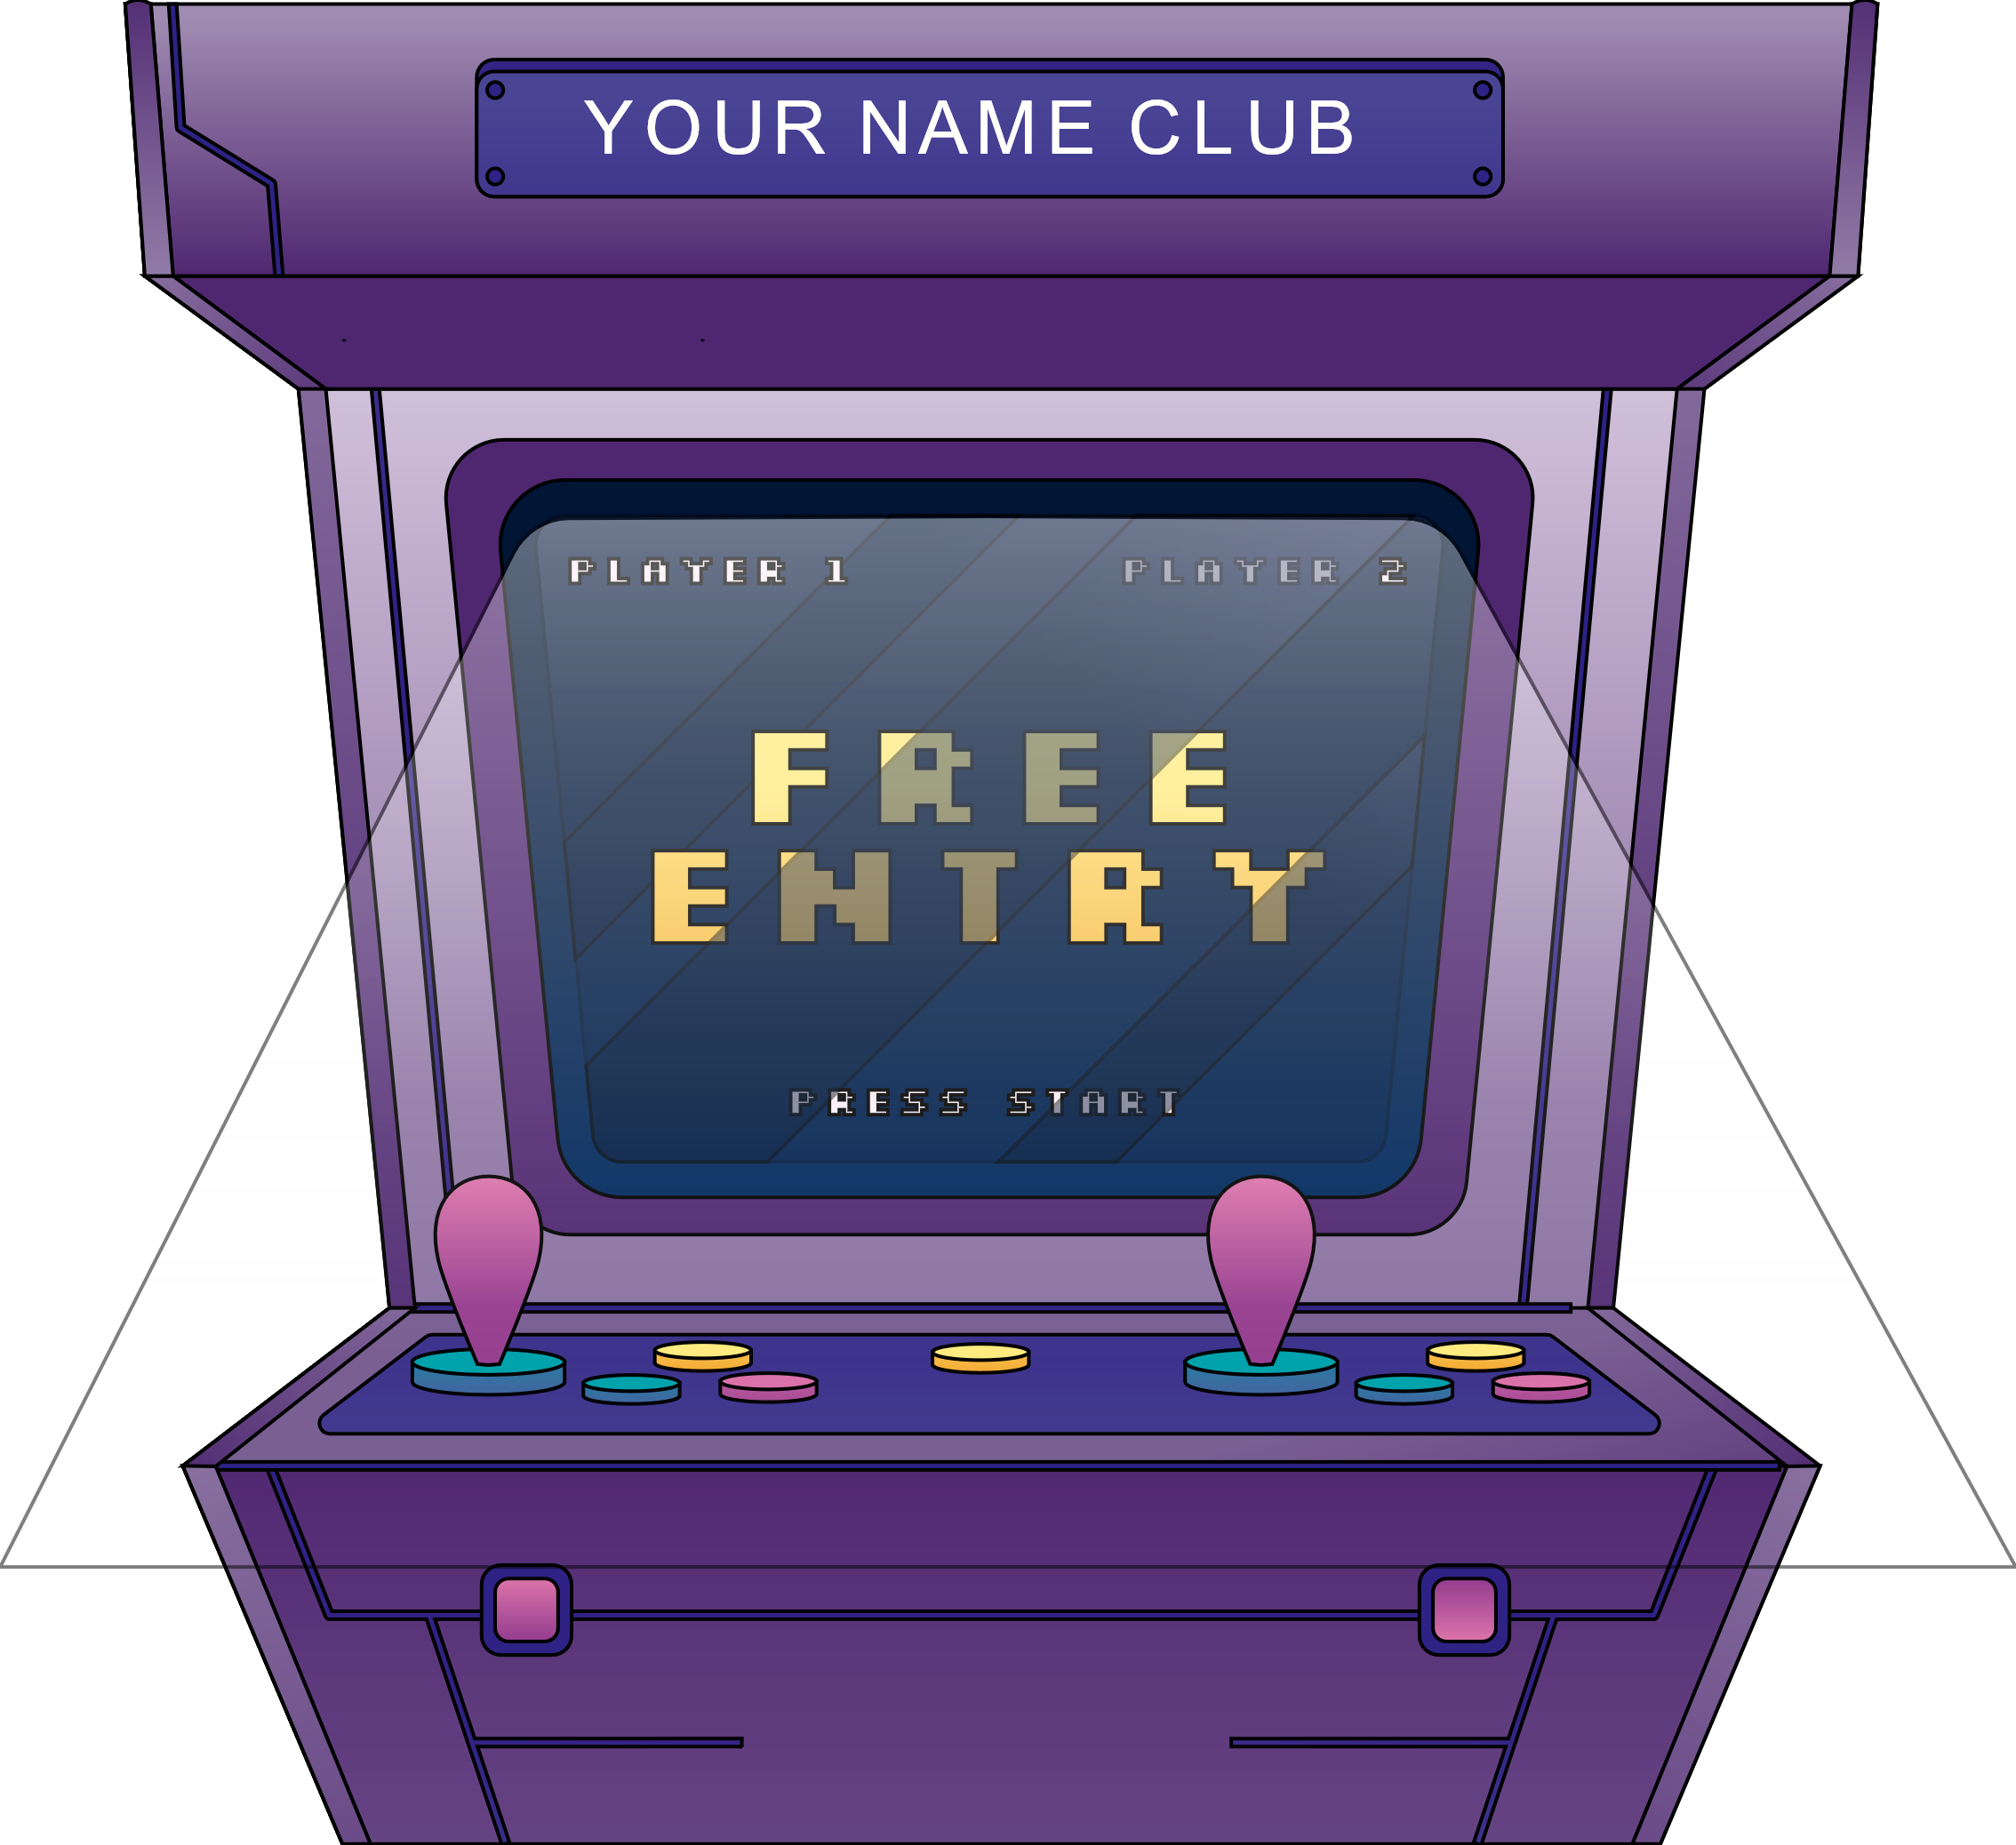 YOUR NAME CLUB
PLAYER 1 PLAYER 2
FREE
ENTRY
PRESS START